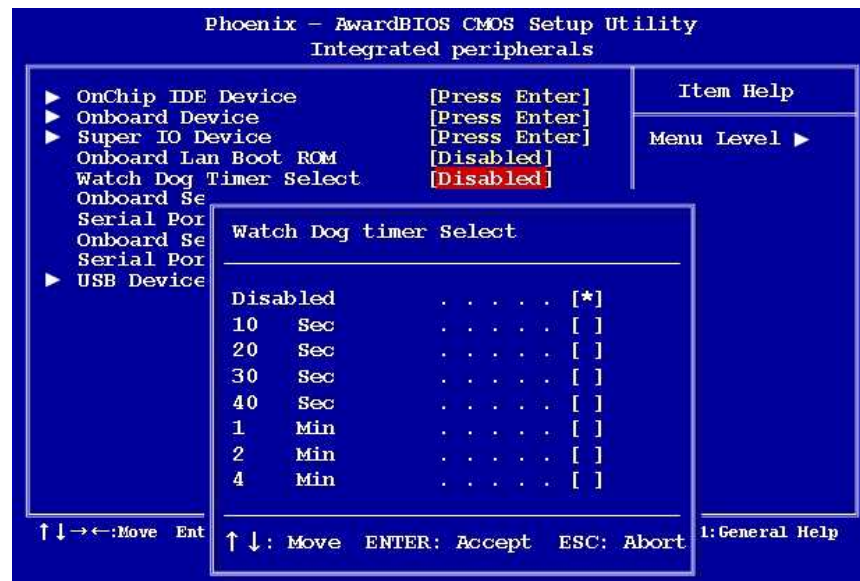 Phoenix – AwardBIOS CMOS Setup Utility
Integrated peripherals
▶ OnChip IDE Device [Press Enter]
▶ Onboard Device [Press Enter]
▶ Super IO Device [Press Enter]
Onboard Lan Boot ROM [Disabled]
Watch Dog Timer Select [Disabled]
Onboard Se
Serial Por
Onboard Se
Serial Por
▶ USB Device
Item Help
Menu Level ▶
Watch Dog timer Select
Disabled . . . . . [*]
10 Sec . . . . . [ ]
20 Sec . . . . . [ ]
30 Sec . . . . . [ ]
40 Sec . . . . . [ ]
1 Min . . . . . [ ]
2 Min . . . . . [ ]
4 Min . . . . . [ ]
↑↓: Move ENTER: Accept ESC: Abort
↑↓→←:Move Ent
1:General Help